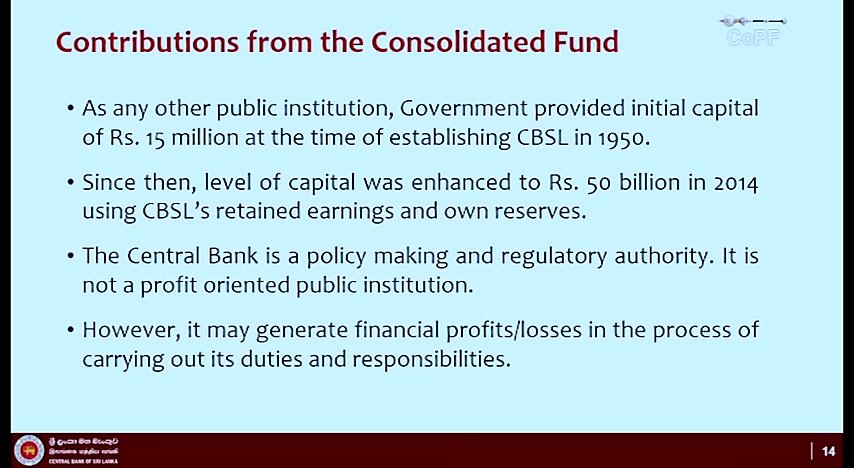 CoPF
Contributions from the Consolidated Fund
• As any other public institution, Government provided initial capital
of Rs. 15 million at the time of establishing CBSL in 1950.
• Since then, level of capital was enhanced to Rs. 50 billion in 2014
using CBSL's retained earnings and own reserves.
• The Central Bank is a policy making and regulatory authority. It is
not a profit oriented public institution.
• However, it may generate financial profits/losses in the process of
carrying out its duties and responsibilities.
ශ්‍රී ලංකා මහ බැංකුව
இலங்கை மத்திய வங்கி
CENTRAL BANK OF SRI LANKA
14